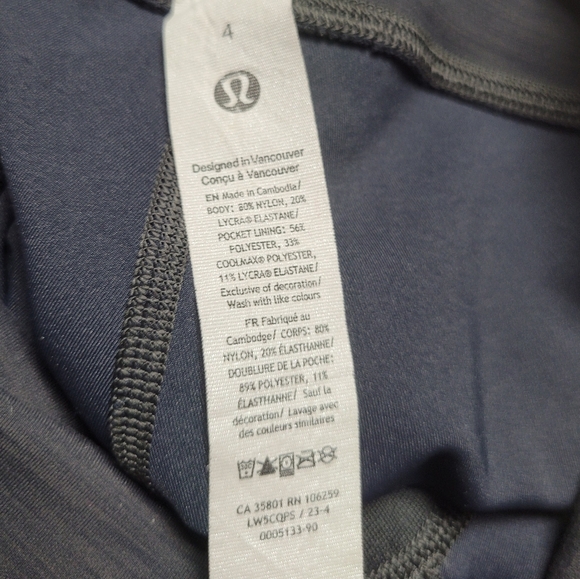 4
Designed in Vancouver
Conçu à Vancouver
EN Made in Cambodia/
BODY: 80% NYLON, 20%
LYCRA® ELASTANE/
POCKET LINING: 56%
POLYESTER, 33%
COOLMAX® POLYESTER,
11% LYCRA® ELASTANE/
Exclusive of decoration/
Wash with like colours
FR Fabriqué au
Cambodge/ CORPS: 80%
NYLON, 20% ÉLASTHANNE/
DOUBLURE DE LA POCHE:
89% POLYESTER, 11%
ÉLASTHANNE/ Sauf la
décoration/ Lavage avec
des couleurs similaires
CA 35801 RN 106259
LW5CQPS / 23-4
0005133-90